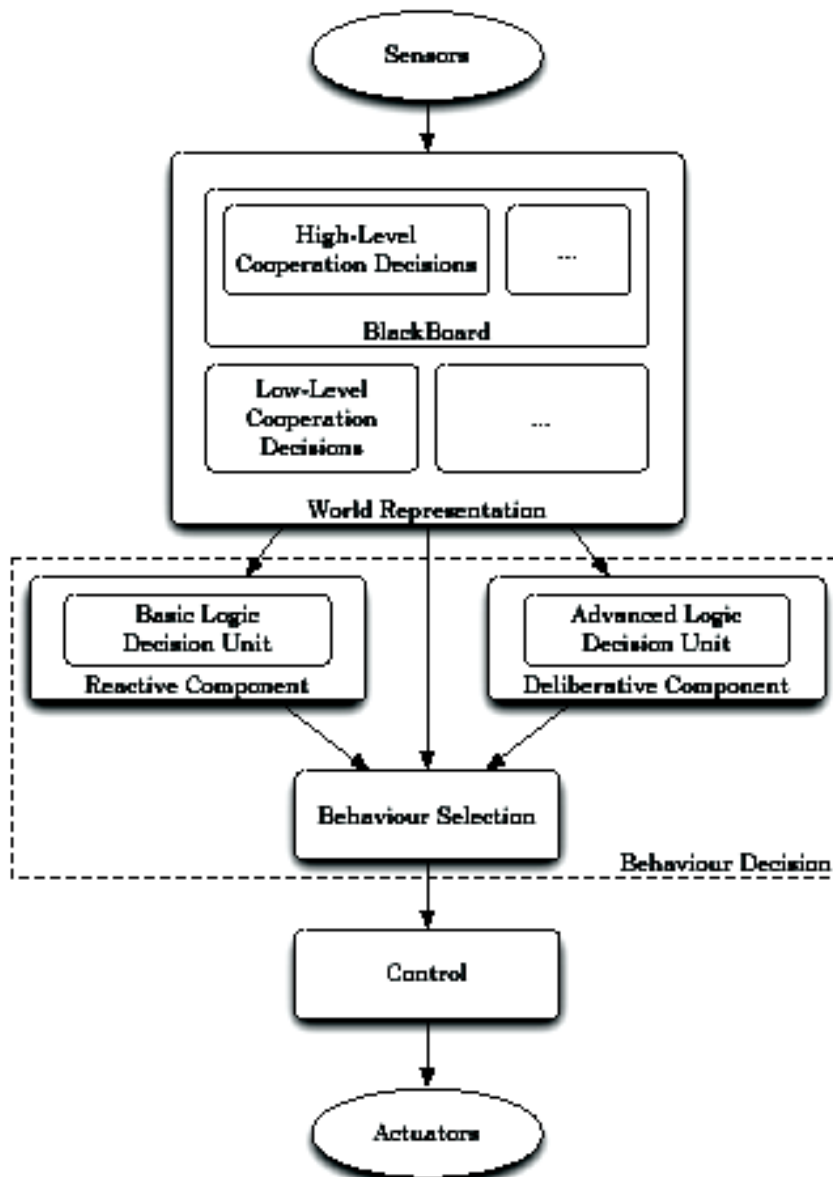 Sensors
High-Level
Cooperation Decisions
...
BlackBoard
Low-Level
Cooperation
Decisions
...
World Representation
Basic Logic
Decision Unit
Reactive Component
Advanced Logic
Decision Unit
Deliberative Component
Behaviour Selection
Behaviour Decision
Control
Actuators